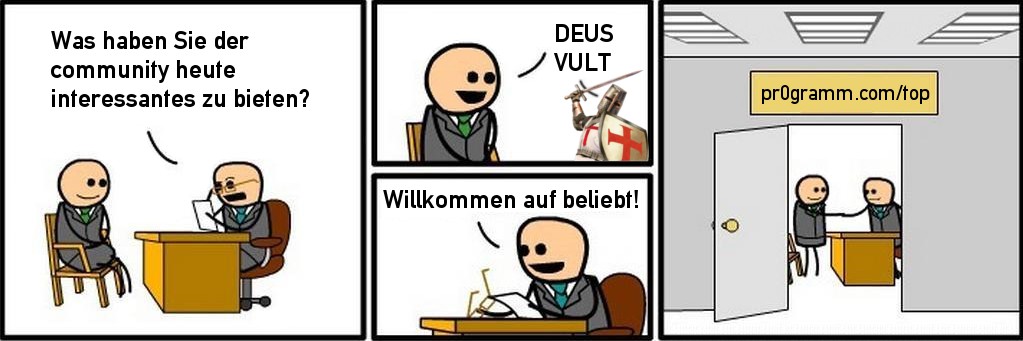 Was haben Sie der
community heute
interessantes zu bieten?
DEUS
VULT
Willkommen auf beliebt!
pr0gramm.com/top